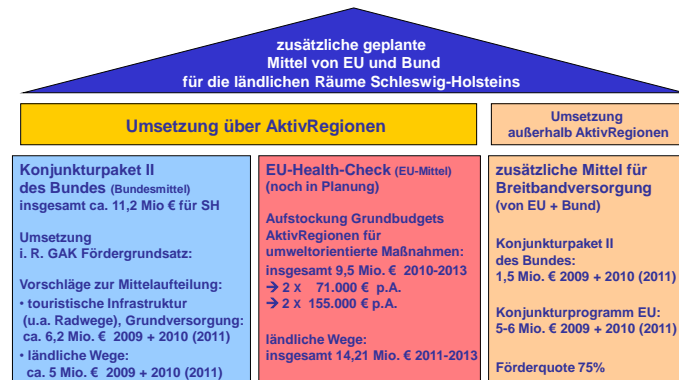 zusätzliche geplante
Mittel von EU und Bund
für die ländlichen Räume Schleswig-Holsteins
Umsetzung über AktivRegionen
Umsetzung
außerhalb AktivRegionen
Konjunkturpaket II
des Bundes (Bundesmittel)
insgesamt ca. 11,2 Mio € für SH
Umsetzung
i. R. GAK Fördergrundsatz:
Vorschläge zur Mittelaufteilung:
• touristische Infrastruktur
(u.a. Radwege), Grundversorgung:
ca. 6,2 Mio. € 2009 + 2010 (2011)
• ländliche Wege:
ca. 5 Mio € 2009 + 2010 (2011)
EU-Health-Check (EU-Mittel)
(noch in Planung)
Aufstockung Grundbudgets
AktivRegionen für
umweltorientierte Maßnahmen:
insgesamt 9,5 Mio. € 2010-2013
→ 2 x 71.000 € p.A.
→ 2 x 155.000 € p.A.
ländliche Wege:
insgesamt 14,21 Mio. € 2011-2013
zusätzliche Mittel für
Breitbandversorgung
(von EU + Bund)
Konjunkturpaket II
des Bundes:
1,5 Mio. € 2009 + 2010 (2011)
Konjunkturprogramm EU:
5-6 Mio. € 2009 + 2010 (2011)
Förderquote 75%